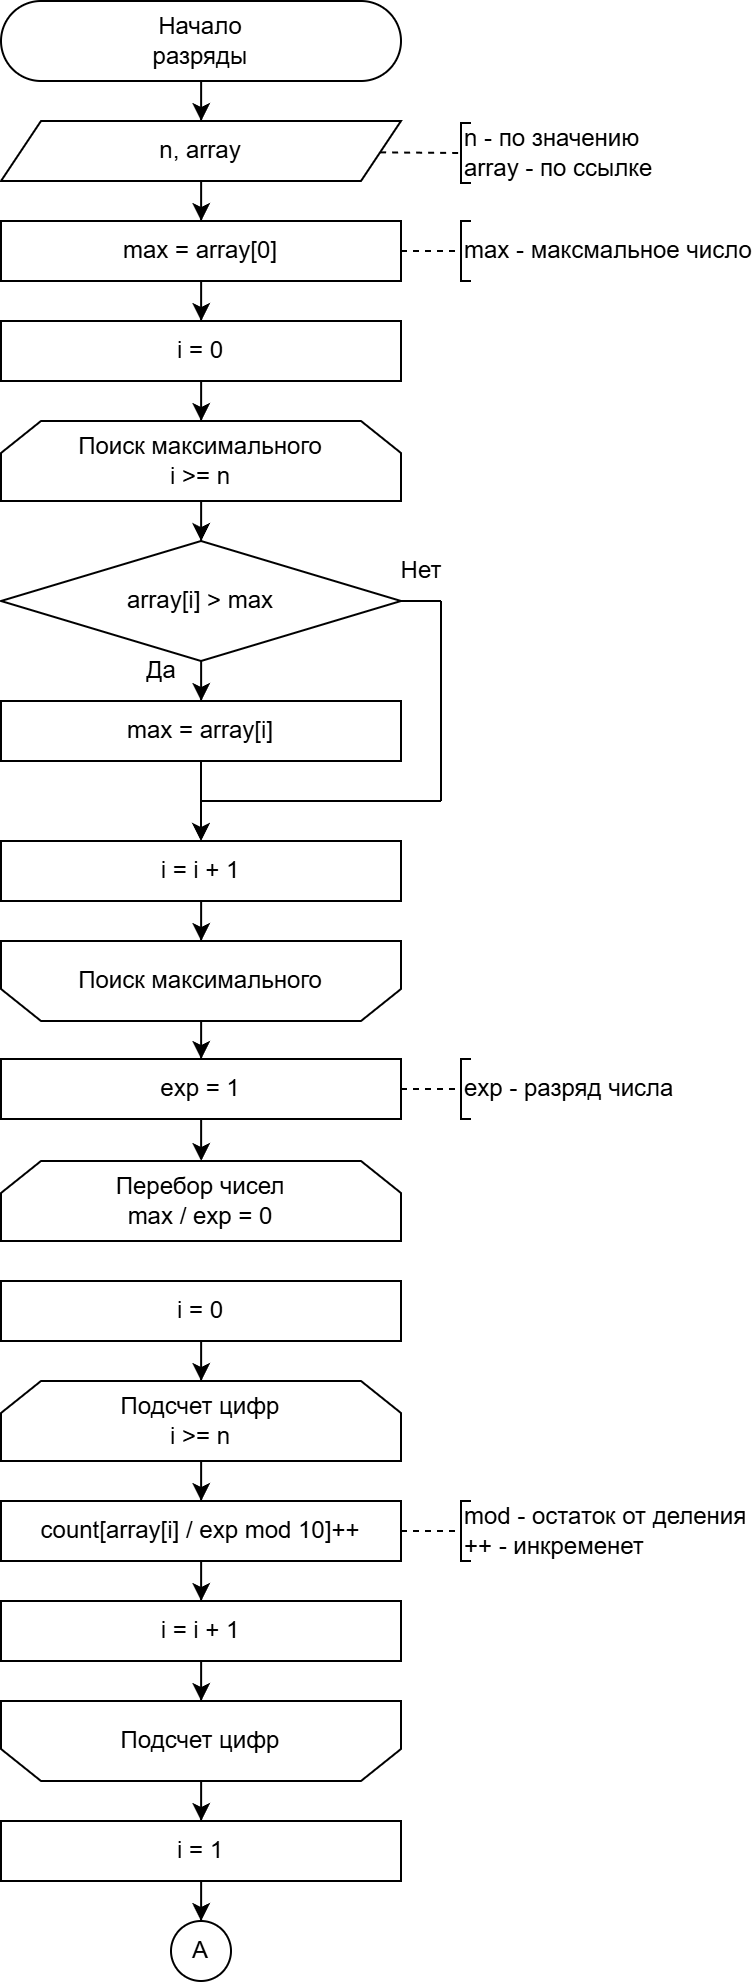 Начало
разряды
n, array
n - по значению
array - по ссылке
max = array[0]
max - максмальное число
i = 0
Поиск максимального
i >= n
Нет
array[i] > max
Да
max = array[i]
i = i + 1
Поиск максимального
exp = 1
exp - разряд числа
Перебор чисел
max / exp = 0
i = 0
Подсчет цифр
i >= n
count[array[i] / exp mod 10]++
mod - остаток от деления
++ - инкременет
i = i + 1
Подсчет цифр
i = 1
A